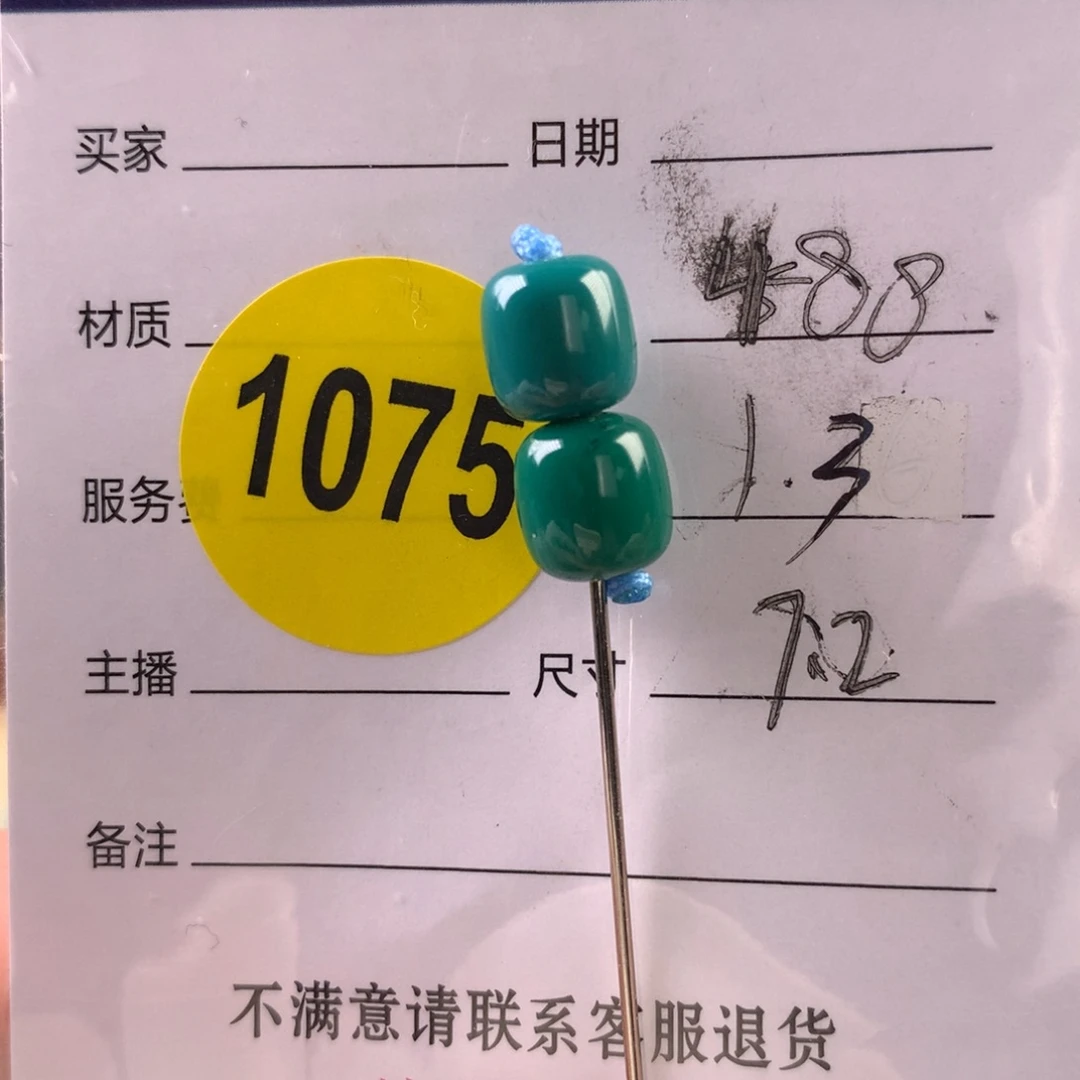 买家 日期
材质 488
1075
服务费 1.3
主播 尺寸 7.2
备注
不满意请联系客服退货